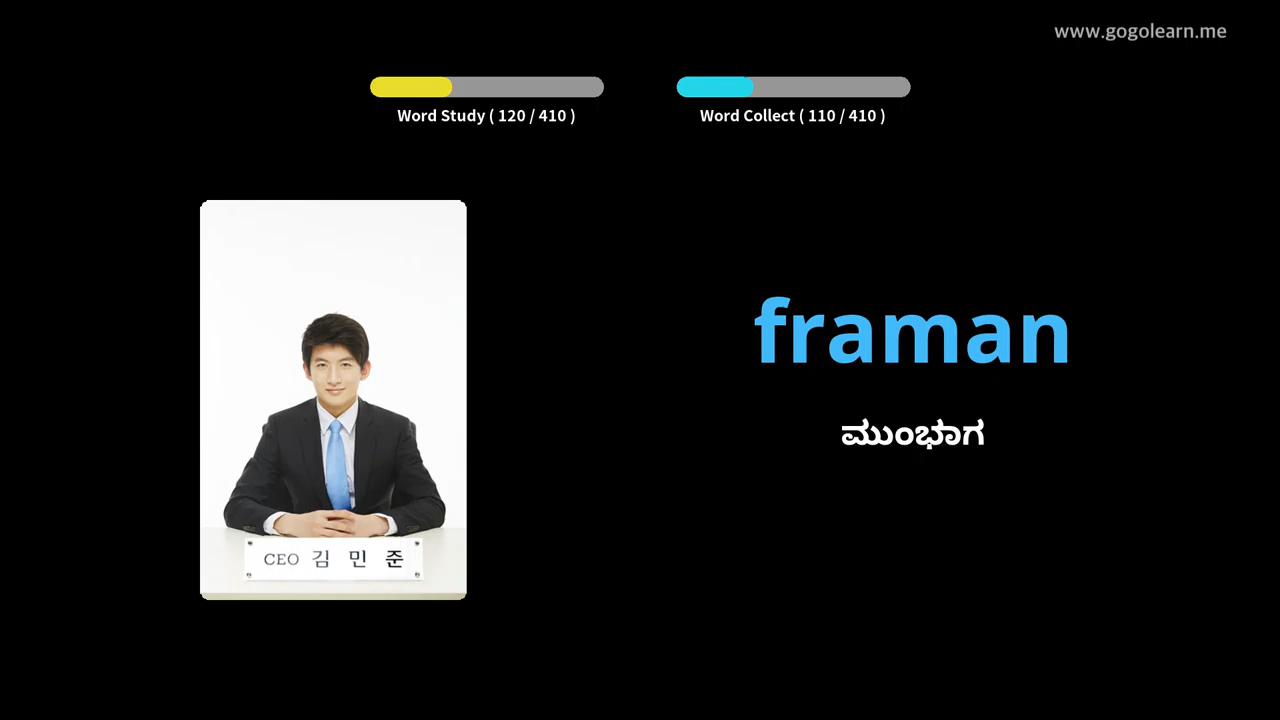 www.gogolearn.me
Word Study ( 120 / 410 )
Word Collect ( 110 / 410 )
framan
ಮುಂಭಾಗ
CEO 김 민 준